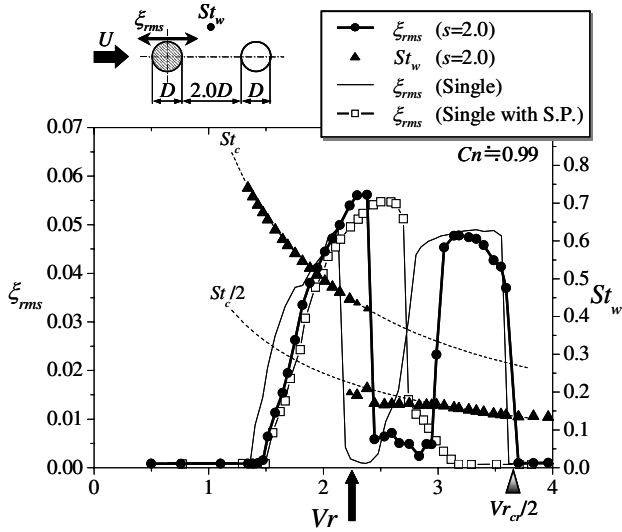 ξrms
Stw
U
D
2.0D
D
ξrms (s=2.0)
Stw (s=2.0)
ξrms (Single)
ξrms (Single with S.P.)
Cn≒0.99
Stc
Stc/2
0.07
0.06
0.05
0.04
0.03
0.02
0.01
0.00
ξrms
0.8
0.7
0.6
0.5
0.4
0.3
0.2
0.1
0.0
Stw
0
1
2
3
4
Vr
Vrcr/2